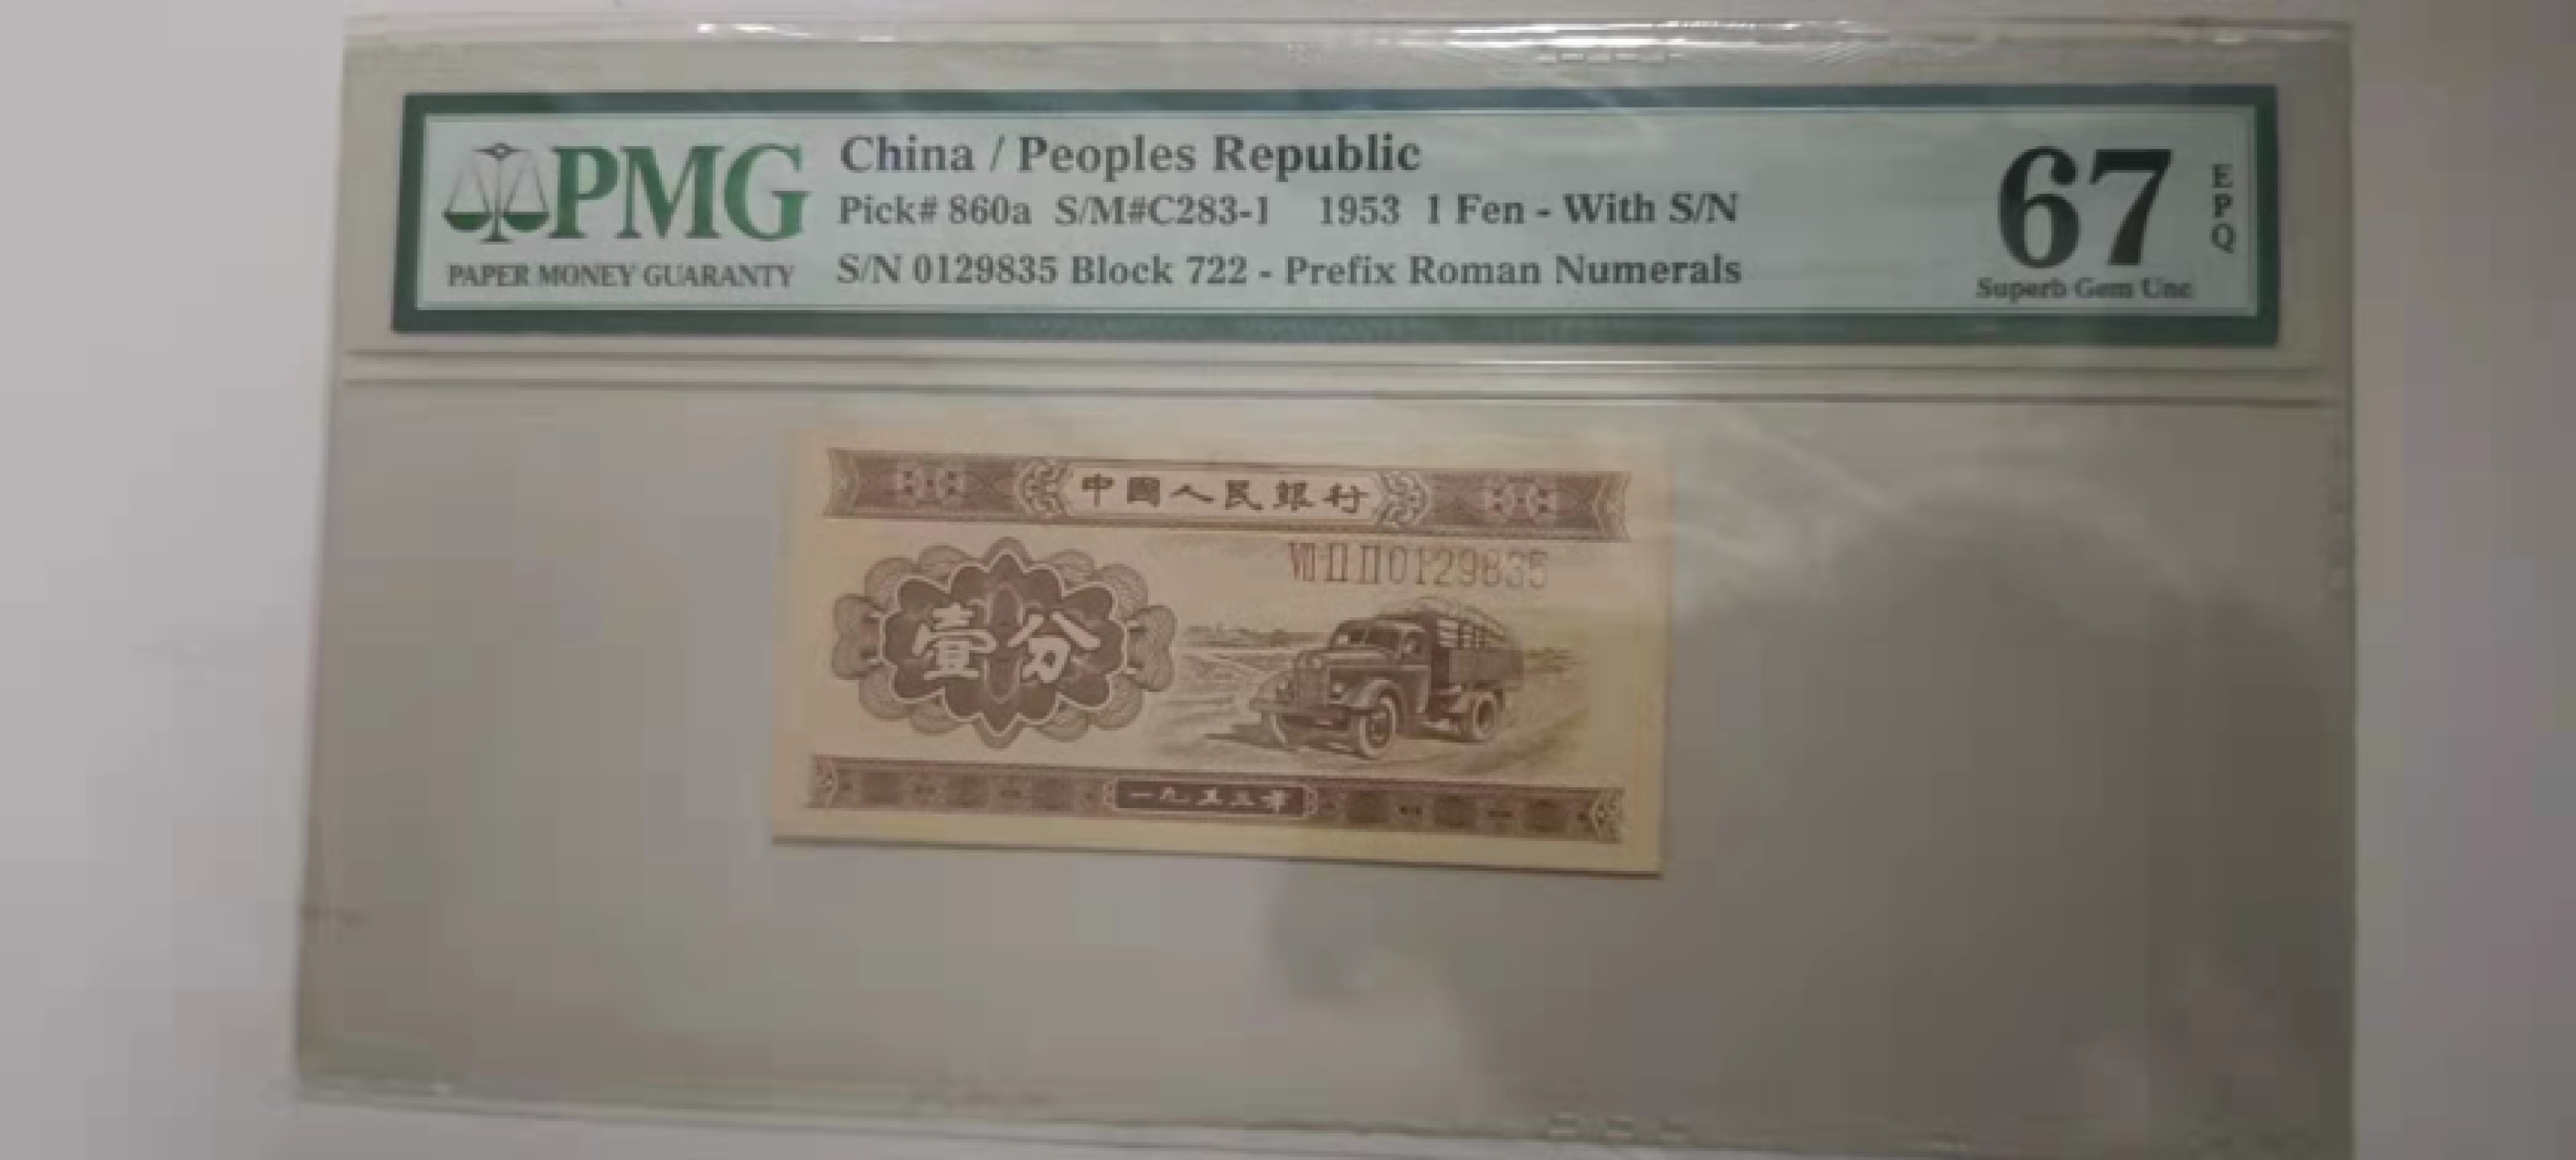 PMG
PAPER MONEY GUARANTY
China / Peoples Republic
Pick# 860a S/M#C283-1 1953 1 Fen - With S/N
S/N 0129835 Block 722 - Prefix Roman Numerals
67
EPQ
Superb Gem Unc
中國人民銀行
VII II II 0129835
壹分
一九五三年